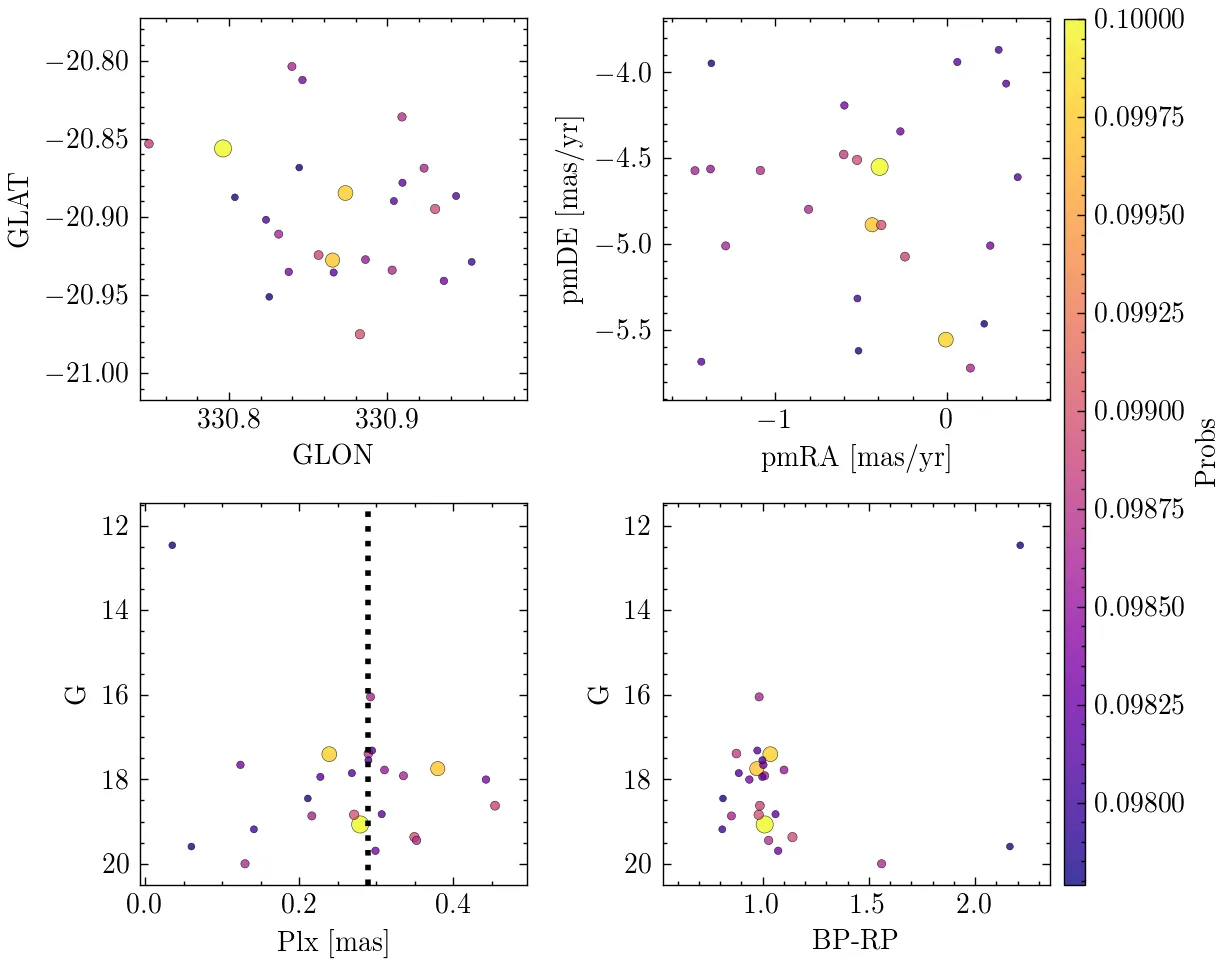 −20.80
−20.85
−20.90
−20.95
−21.00
GLAT
330.8 330.9
GLON
−4.0
−4.5
−5.0
−5.5
pmDE [mas/yr]
−1 0
pmRA [mas/yr]
12
14
16
18
20
G
0.0 0.2 0.4
Plx [mas]
12
14
16
18
20
G
1.0 1.5 2.0
BP-RP
0.10000
0.09975
0.09950
0.09925
0.09900
0.09875
0.09850
0.09825
0.09800
Probs